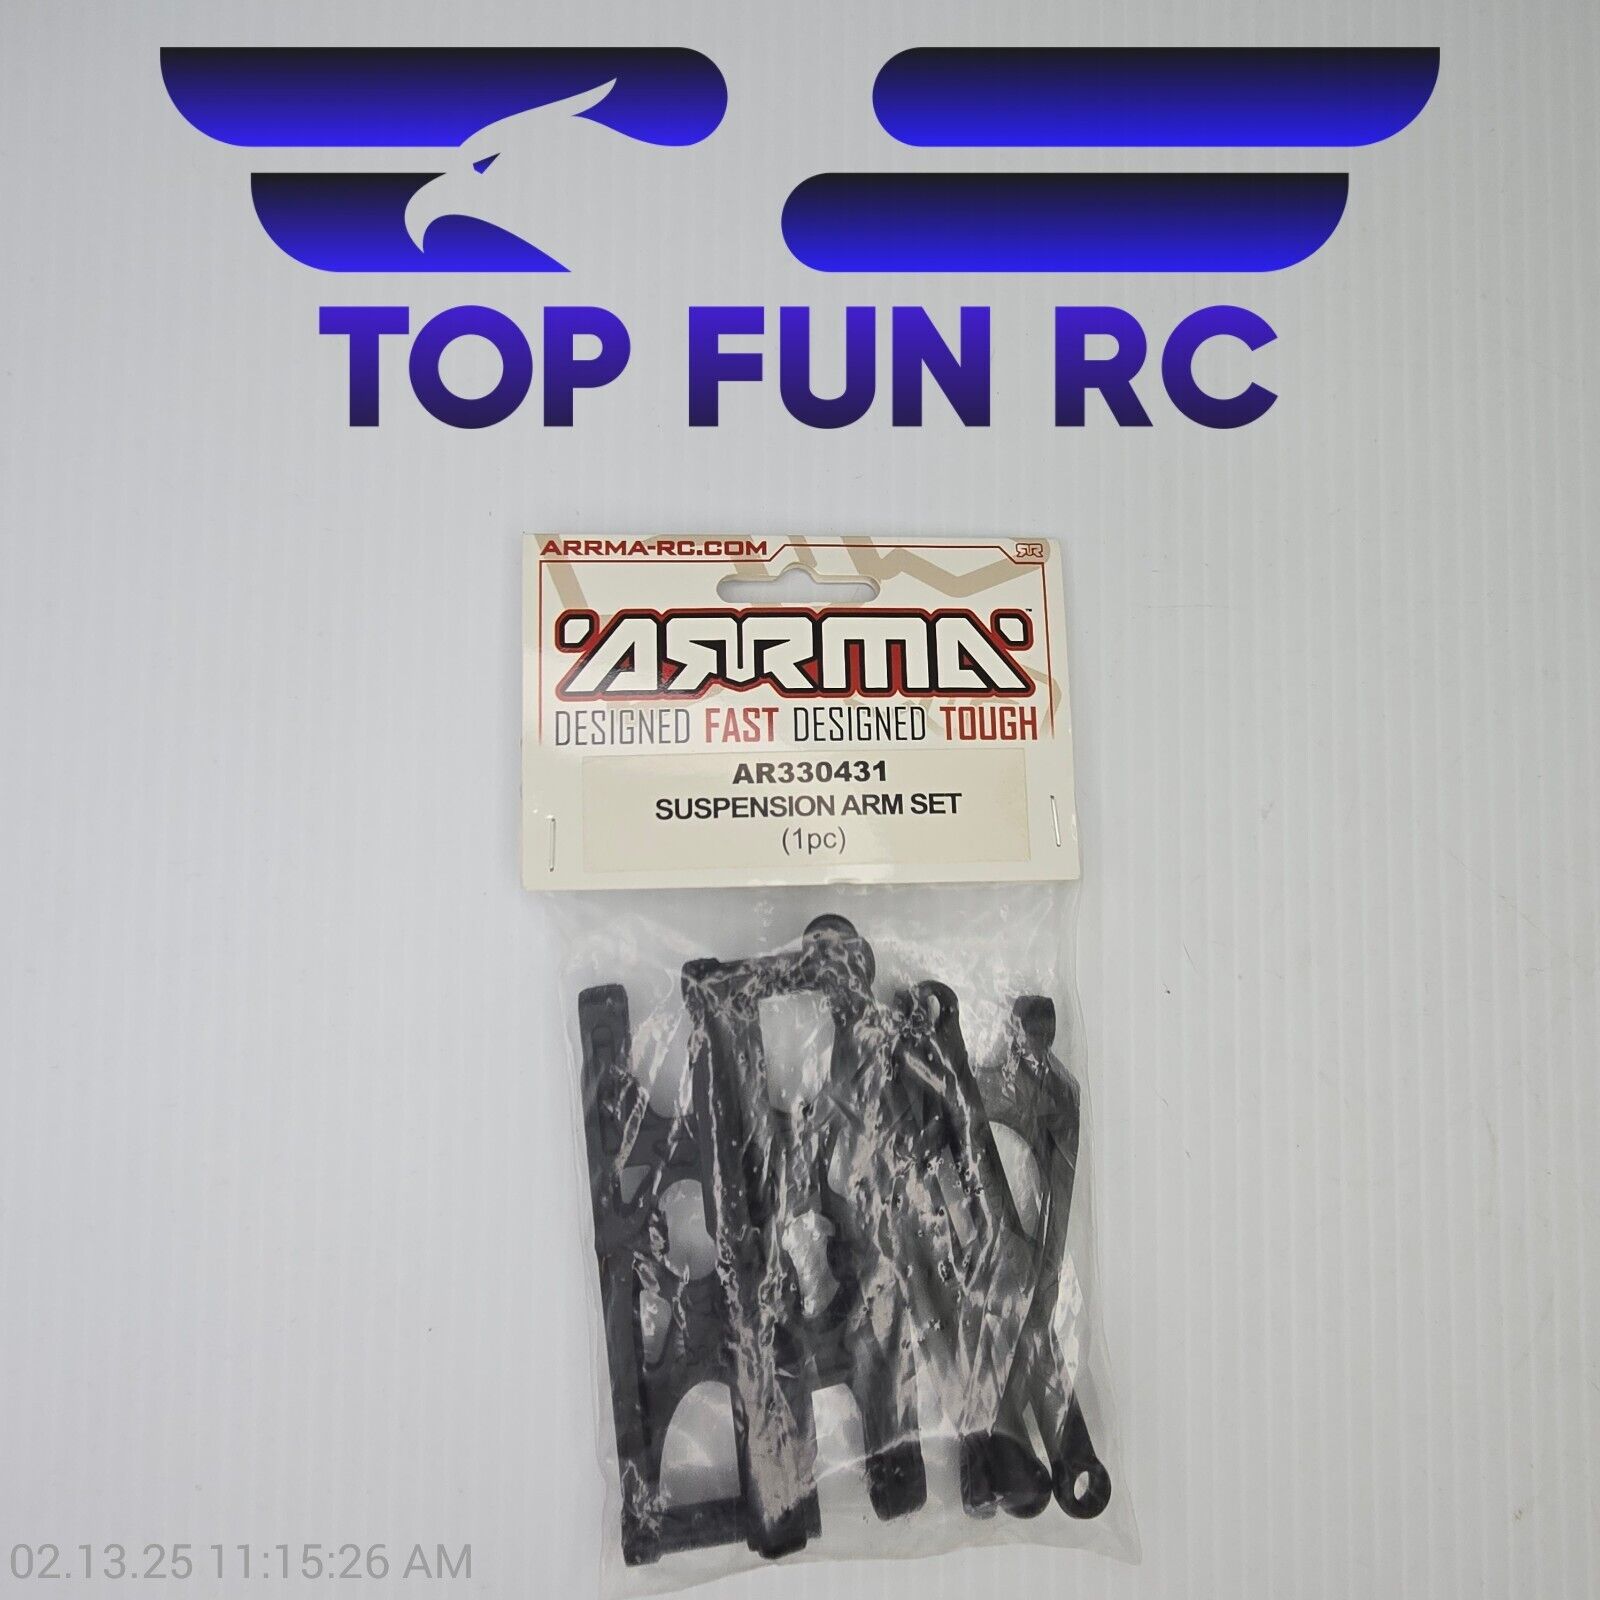 TOP FUN RC
ARRMA-RC.COM
ARRMA™
DESIGNED FAST DESIGNED TOUGH
AR330431
SUSPENSION ARM SET
(1pc)
02.13.25 11:15:26 AM